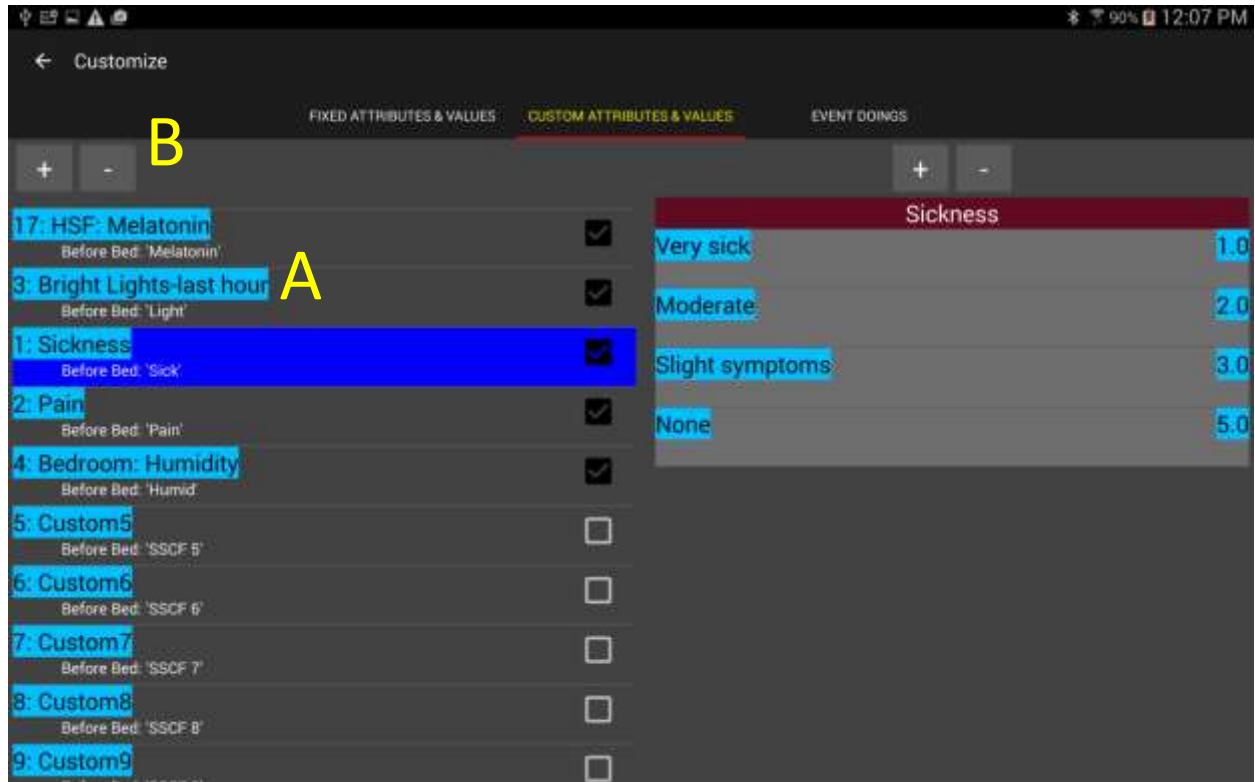 90% 12:07 PM
Customize
FIXED ATTRIBUTES & VALUES CUSTOM ATTRIBUTES & VALUES EVENT DOINGS
B
+ - + -
Sickness
17: HSF: Melatonin
Before Bed: 'Melatonin'
A
3: Bright Lights-last hour
Before Bed: 'Light'
1: Sickness
Before Bed: 'Sick'
2: Pain
Before Bed: 'Pain'
4: Bedroom: Humidity
Before Bed: 'Humid'
5: Custom5
Before Bed: 'SSCF 5'
6: Custom6
Before Bed: 'SSCF 6'
7: Custom7
Before Bed: 'SSCF 7'
8: Custom8
Before Bed: 'SSCF 8'
9: Custom9
Very sick 1.0
Moderate 2.0
Slight symptoms 3.0
None 5.0